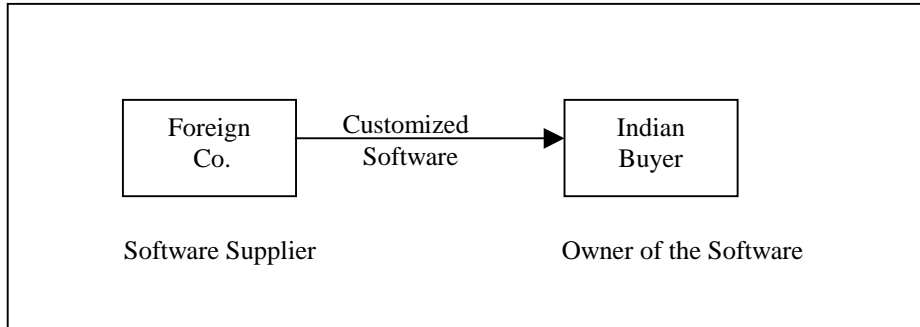 Foreign
Co.
Customized
Software
Indian
Buyer
Software Supplier
Owner of the Software